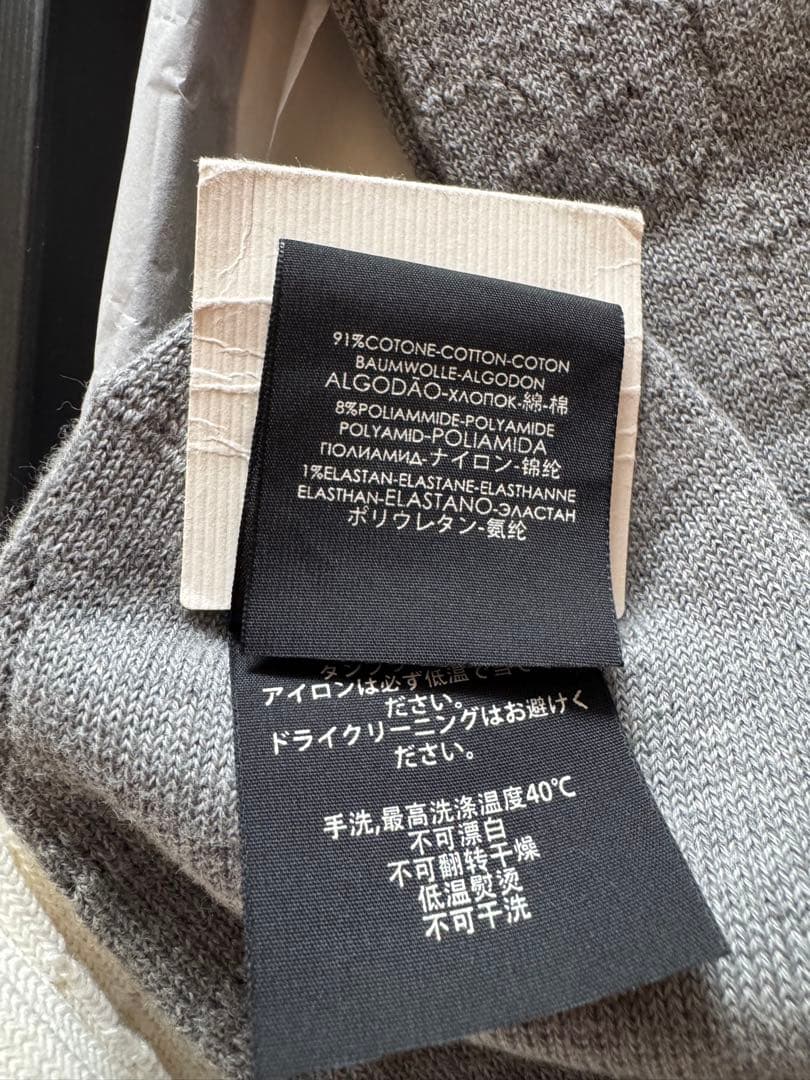 91%COTONE-COTTON-COTON
BAUMWOLLE-ALGODON
ALGODÃO-ХЛОПОК-綿-棉
8%POLIAMMIDE-POLYAMIDE
POLYAMID-POLIAMIDA
ПОЛИАМИД-ナイロン-锦纶
1%ELASTAN-ELASTANE-ELASTHANNE
ELASTHAN-ELASTANO-ЭЛАСТАН
ポリウレタン-氨纶
アイロンは必ず低温で当て
ださい。
ドライクリーニングはお避けく
ださい。
手洗,最高洗涤温度40℃
不可漂白
不可翻转干燥
低温熨烫
不可干洗